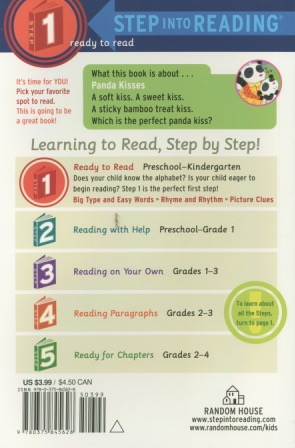 STEP 1
STEP INTO READING®
ready to read
It's time for YOU!
Pick your favorite
spot to read.
This is going to be
a great book!
What this book is about . . .
Panda Kisses
A soft kiss. A sweet kiss.
A sticky bamboo treat kiss.
Which is the perfect panda kiss?
Learning to Read, Step by Step!
STEP 1
Ready to Read Preschool–Kindergarten
Does your child know the alphabet? Is your child eager to
begin reading? Step 1 is the perfect first step!
Big Type and Easy Words • Rhyme and Rhythm • Picture Clues
2
Reading with Help Preschool–Grade 1
3
Reading on Your Own Grades 1–3
4
Reading Paragraphs Grades 2–3
To learn about
all the Steps,
turn to page 1.
5
Ready for Chapters Grades 2–4
US $3.99 / $4.50 CAN
50399
9 780375 845628
RANDOM HOUSE
www.stepintoreading.com
www.randomhouse.com/kids